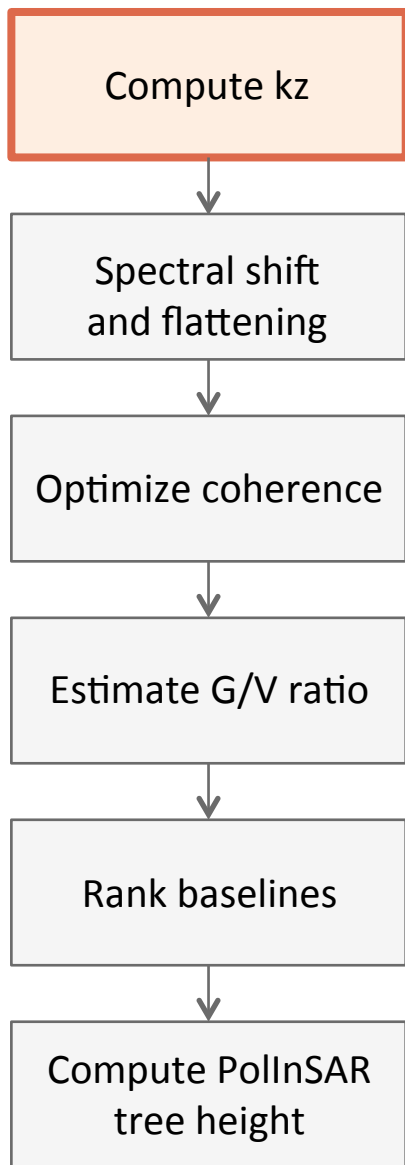 Compute kz
Spectral shift
and flattening
Optimize coherence
Estimate G/V ratio
Rank baselines
Compute PolInSAR
tree height